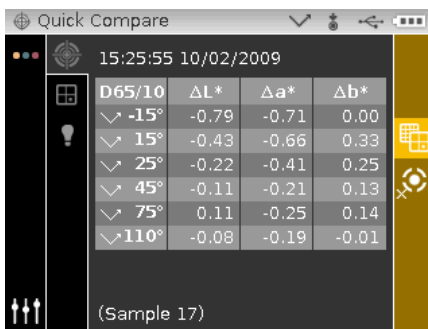 Quick Compare
15:25:55 10/02/2009
D65/10 ΔL* Δa* Δb*
-15° -0.79 -0.71 0.00
15° -0.43 -0.66 0.33
25° -0.22 -0.41 0.25
45° -0.11 -0.21 0.13
75° 0.11 -0.25 0.14
110° -0.08 -0.19 -0.01
(Sample 17)